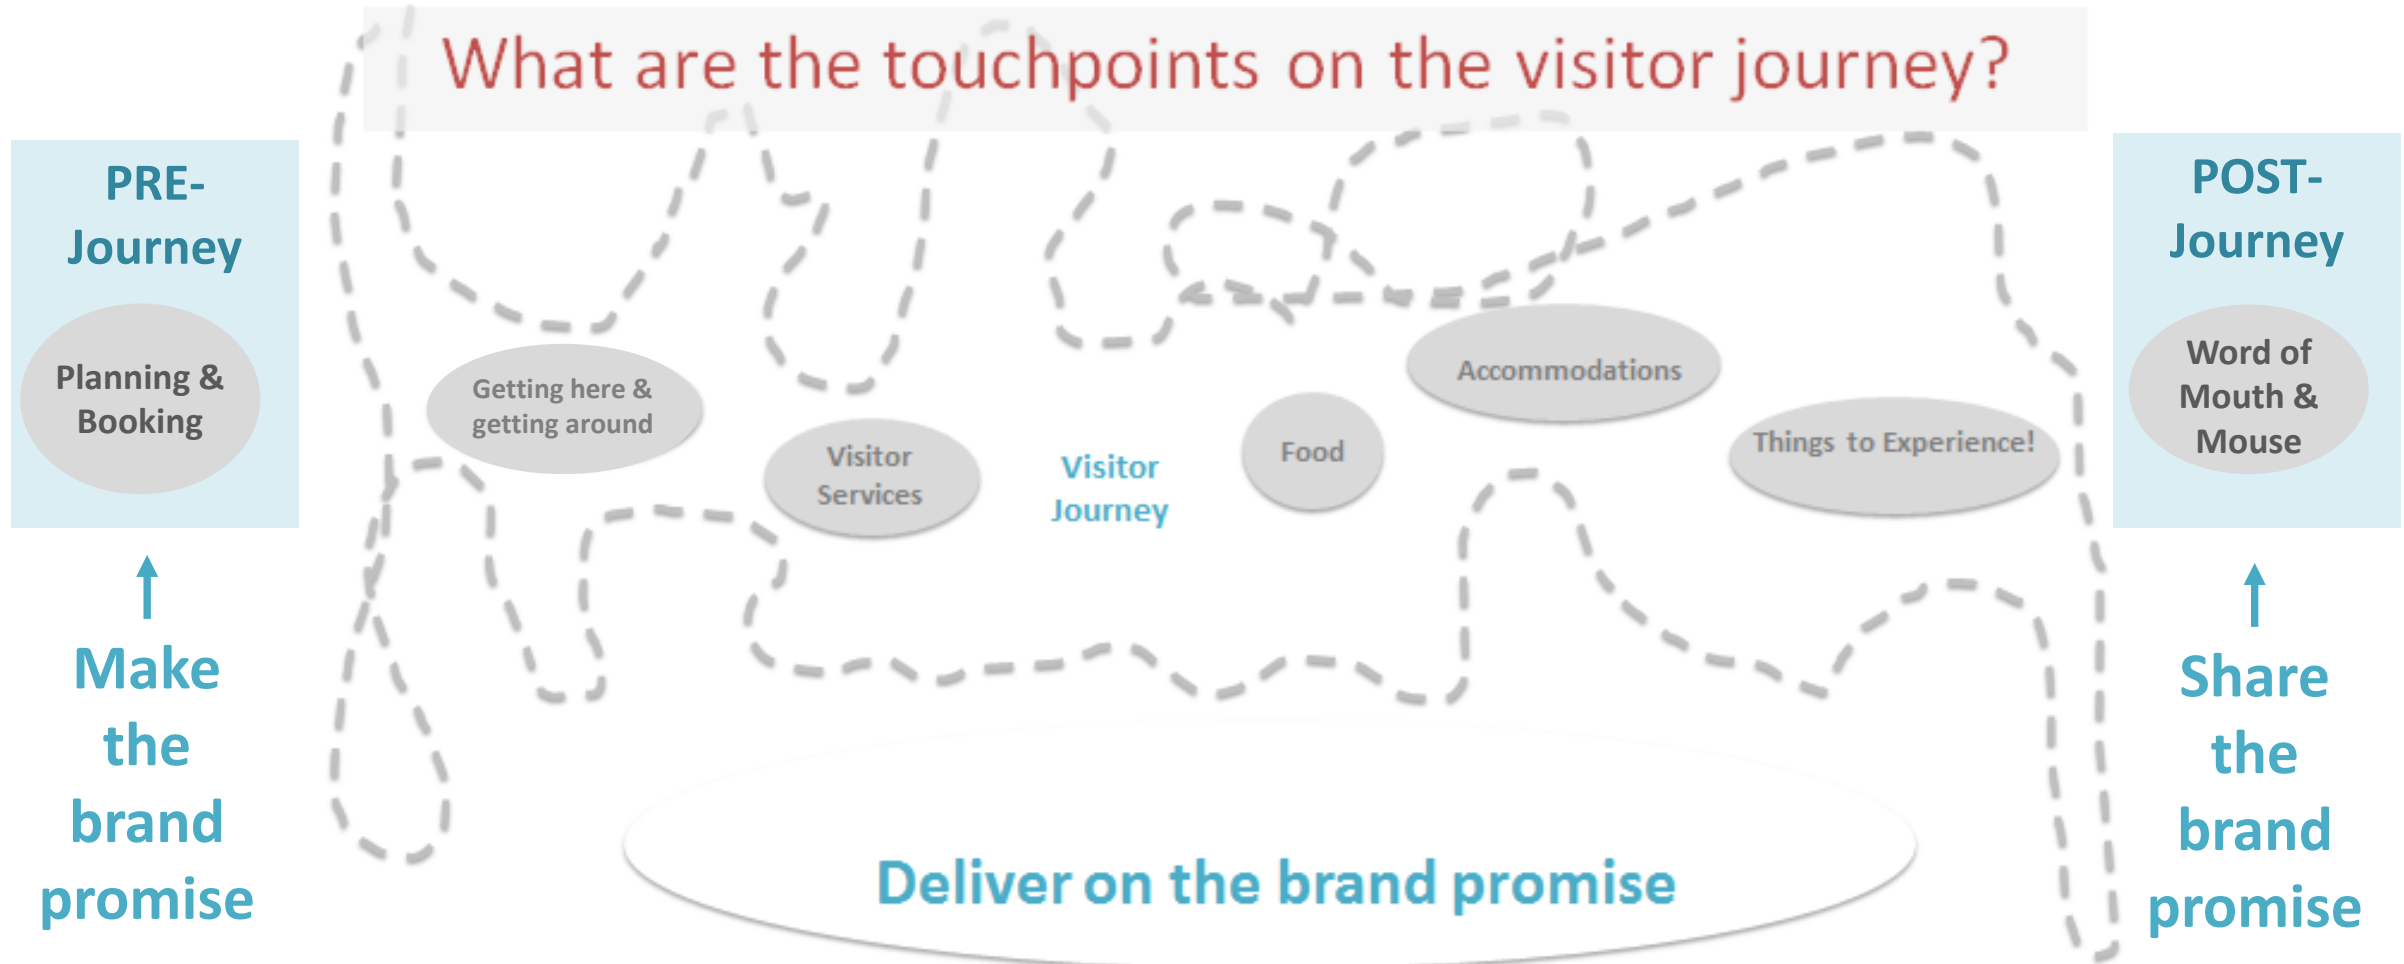 What are the touchpoints on the visitor journey?
PRE-
Journey
Planning &
Booking
Make
the
brand
promise
Getting here &
getting around
Visitor
Services
Visitor
Journey
Food
Accommodations
Things to Experience!
Deliver on the brand promise
POST-
Journey
Word of
Mouth &
Mouse
Share
the
brand
promise